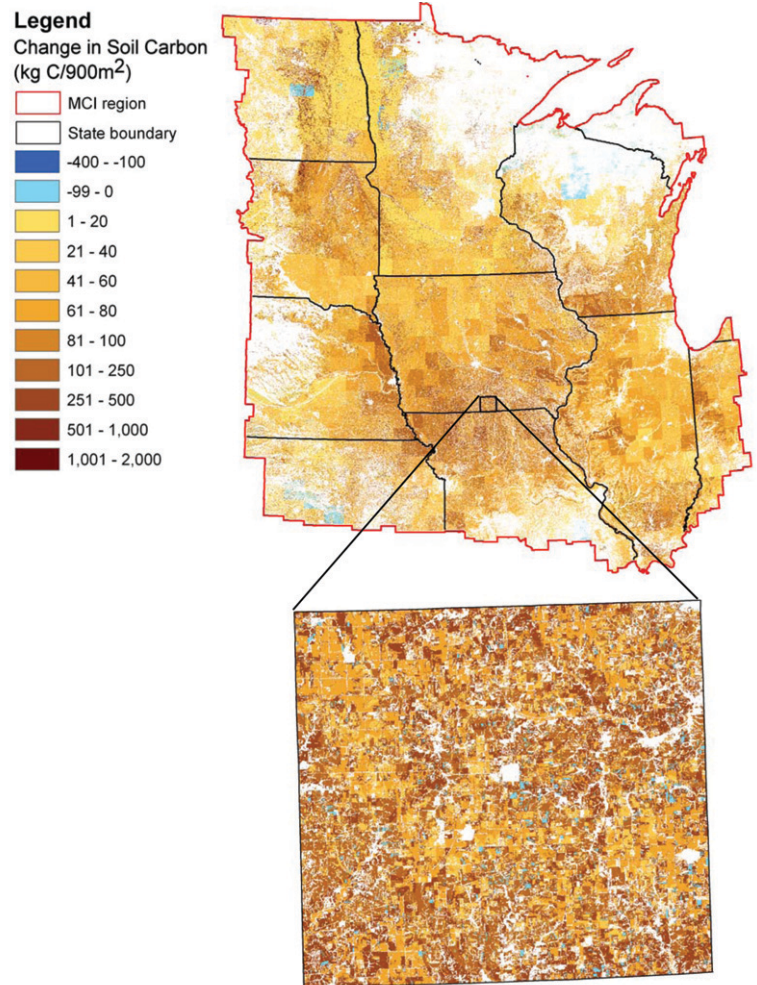 Legend
Change in Soil Carbon
(kg C/900m²)
MCI region
State boundary
-400 - -100
-99 - 0
1 - 20
21 - 40
41 - 60
61 - 80
81 - 100
101 - 250
251 - 500
501 - 1,000
1,001 - 2,000